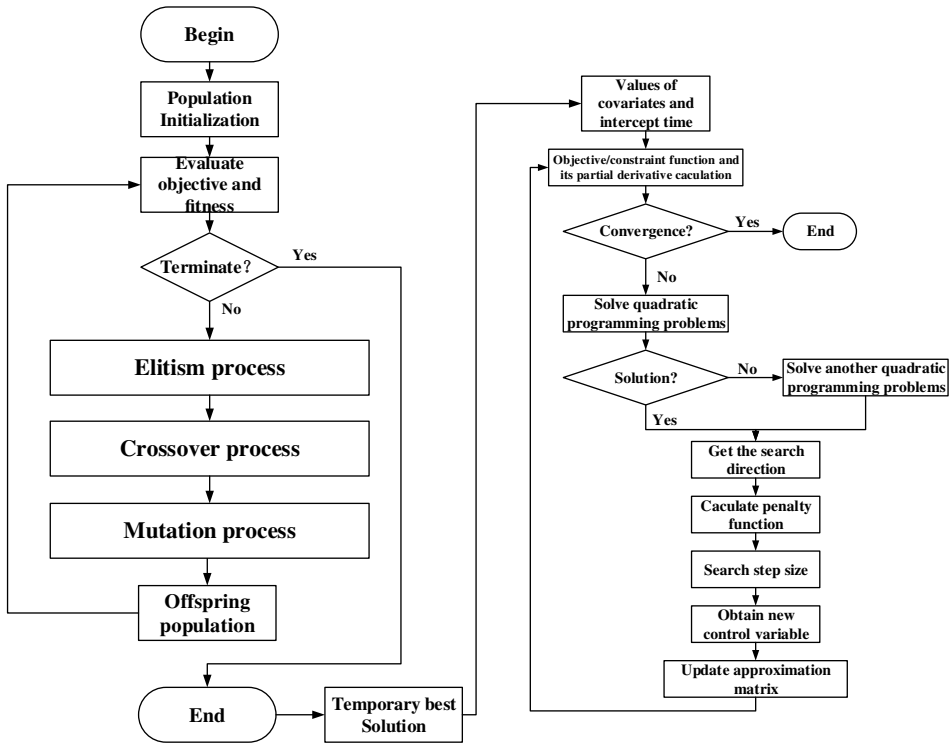 Begin
Population
Initialization
Evaluate
objective and
fitness
Terminate?
Yes
No
Elitism process
Crossover process
Mutation process
Offspring
population
End
Temporary best
Solution
Values of
covariates and
intercept time
Objective/constraint function and
its partial derivative caculation
Convergence?
Yes
End
No
Solve quadratic
programming problems
Solution?
No
Solve another quadratic
programming problems
Yes
Get the search
direction
Caculate penalty
function
Search step size
Obtain new
control variable
Update approximation
matrix